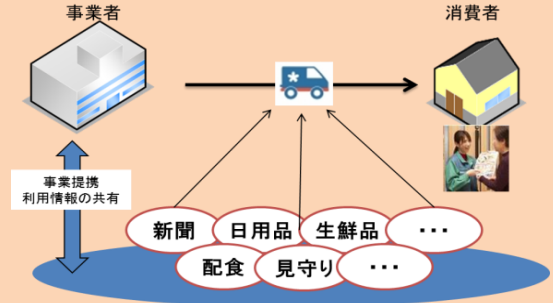 事業者
消費者
事業提携
利用情報の共有
新聞
日用品
生鮮品
・・・
配食
見守り
・・・